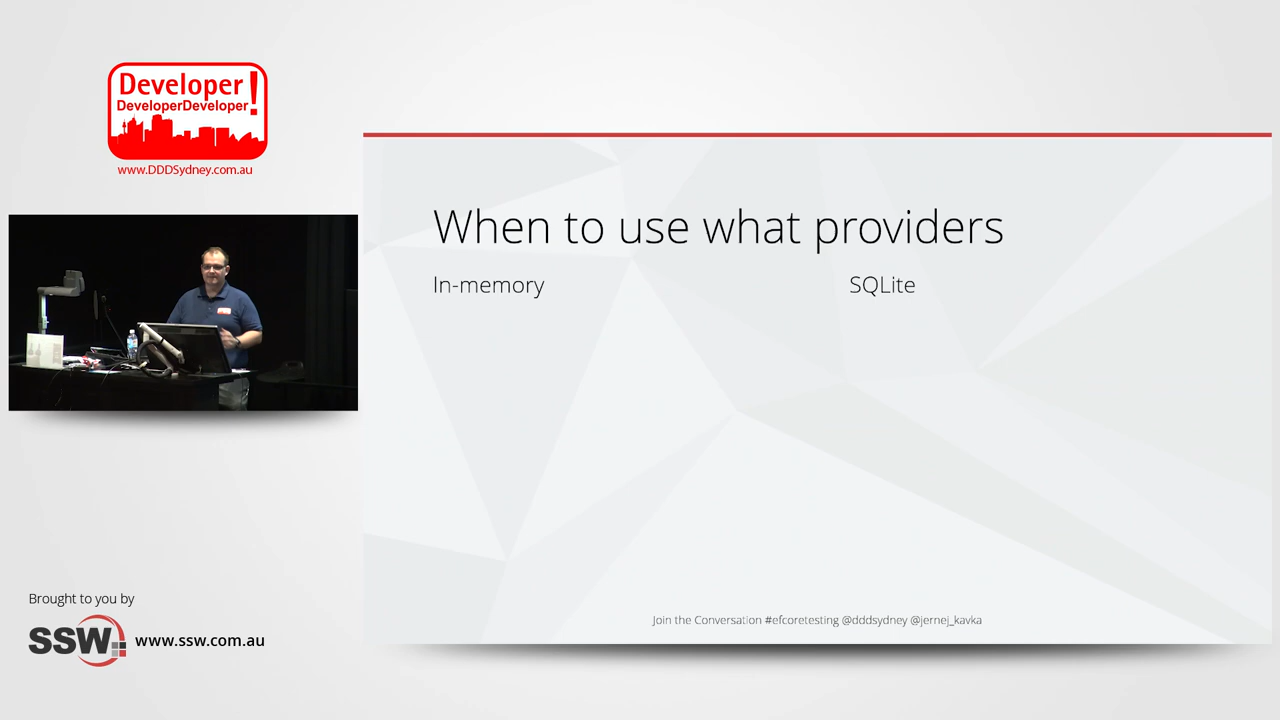 Developer!
DeveloperDeveloper
www.DDDSydney.com.au
When to use what providers
In-memory
SQLite
Join the Conversation #efcoretesting @dddsydney @jernej_kavka
Brought to you by
SSW
www.ssw.com.au